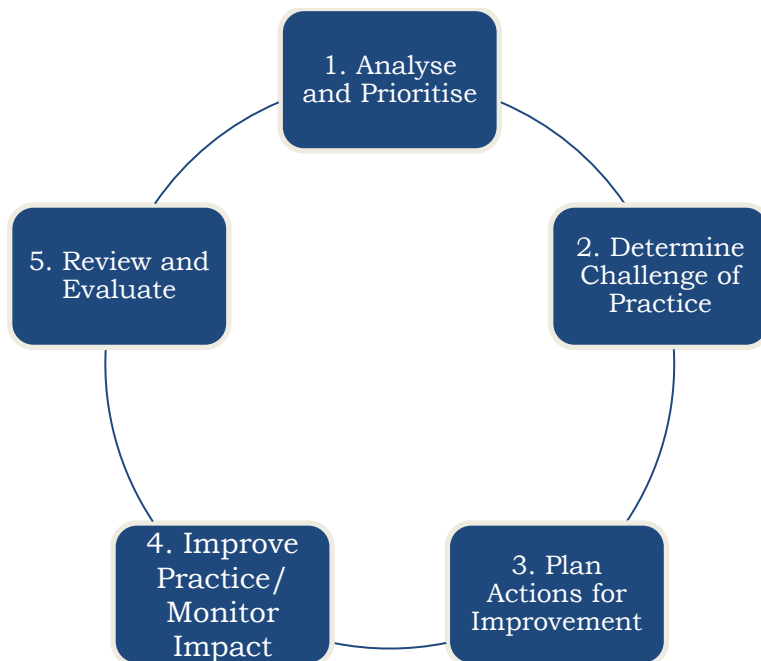 1. Analyse
and Prioritise
2. Determine
Challenge of
Practice
3. Plan
Actions for
Improvement
4. Improve
Practice/
Monitor
Impact
5. Review and
Evaluate